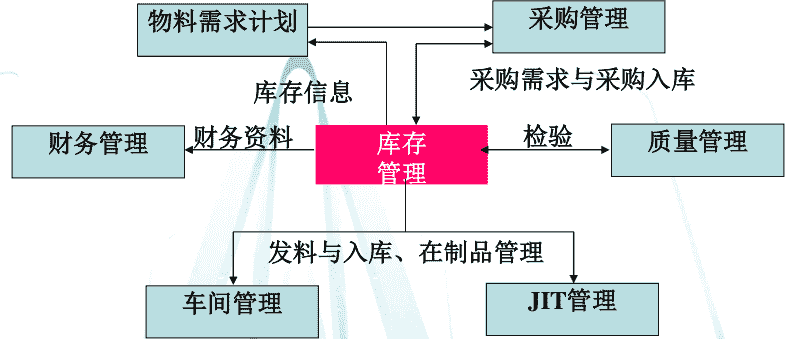 物料需求计划
采购管理
库存信息
采购需求与采购入库
财务管理
财务资料
库存
管理
检验
质量管理
发料与入库、在制品管理
车间管理
JIT管理